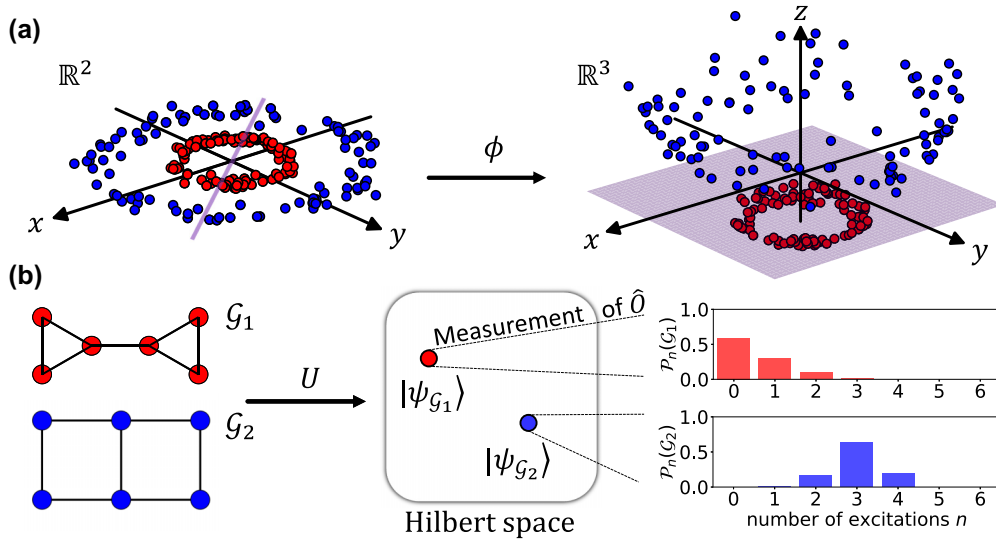 (a)
ℝ²
x
y
ϕ
ℝ³
z
x
y
(b)
𝒢₁
𝒢₂
U
Measurement of Ô
|ψ_𝒢₁⟩
|ψ_𝒢₂⟩
Hilbert space
𝒫ₙ(𝒢₁)
1.0
0.5
0.0
0 1 2 3 4 5 6
𝒫ₙ(𝒢₂)
1.0
0.5
0.0
0 1 2 3 4 5 6
number of excitations n